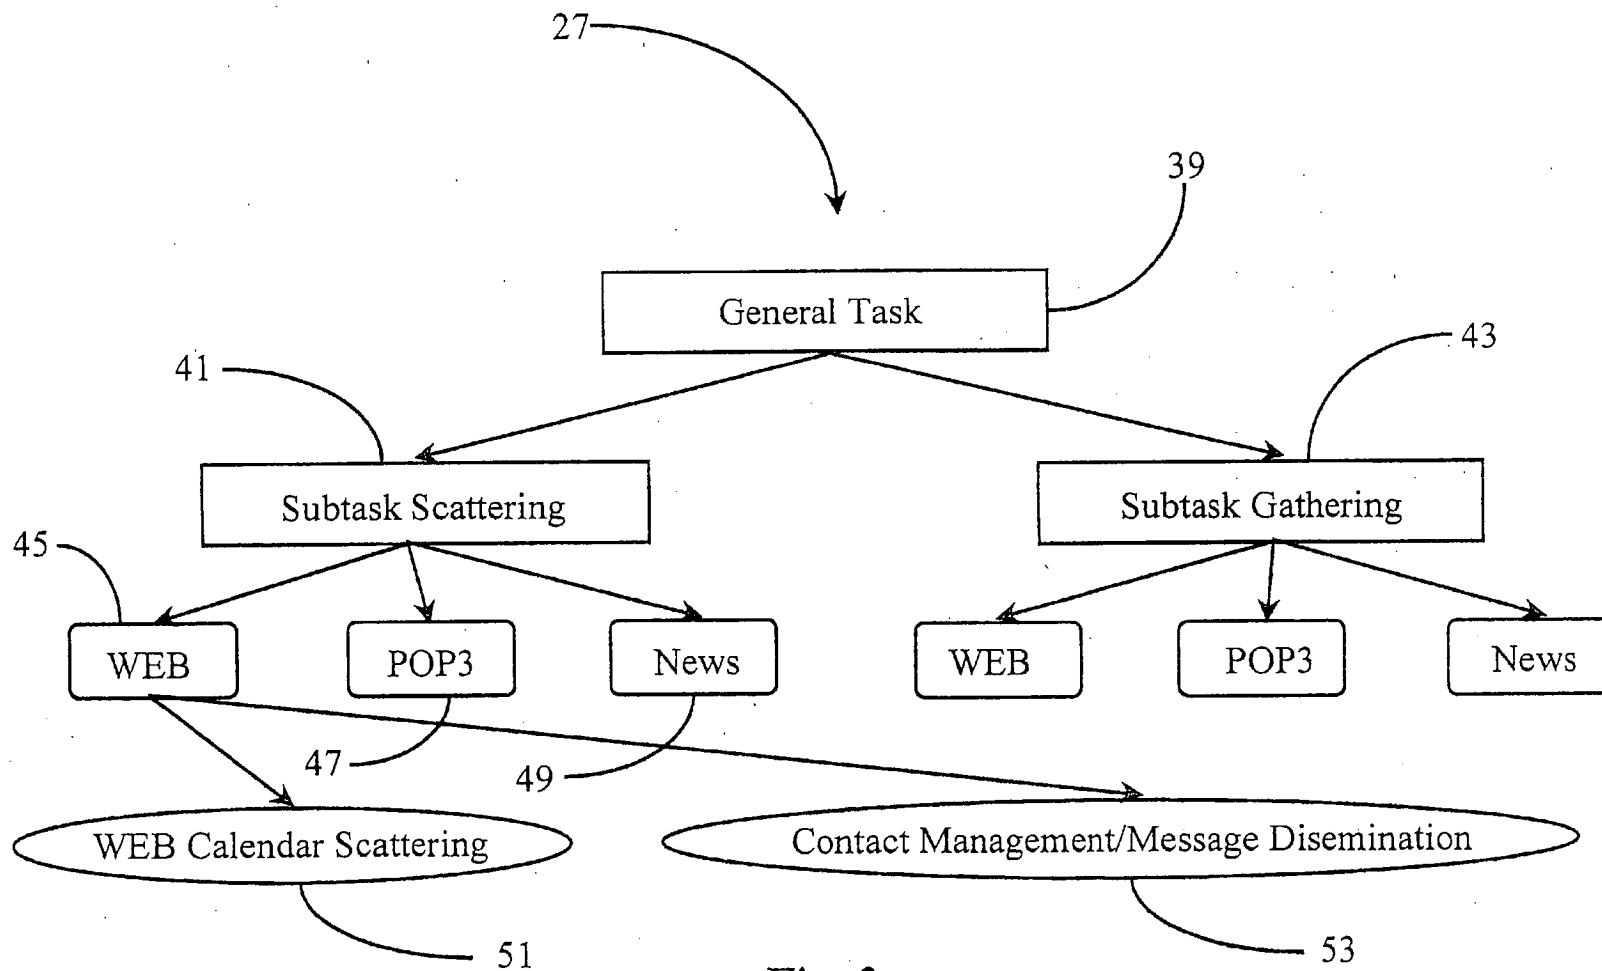 27
39
General Task
41
43
Subtask Scattering
Subtask Gathering
45
WEB
POP3
News
WEB
POP3
News
47
49
WEB Calendar Scattering
Contact Management/Message Disemination
51
53